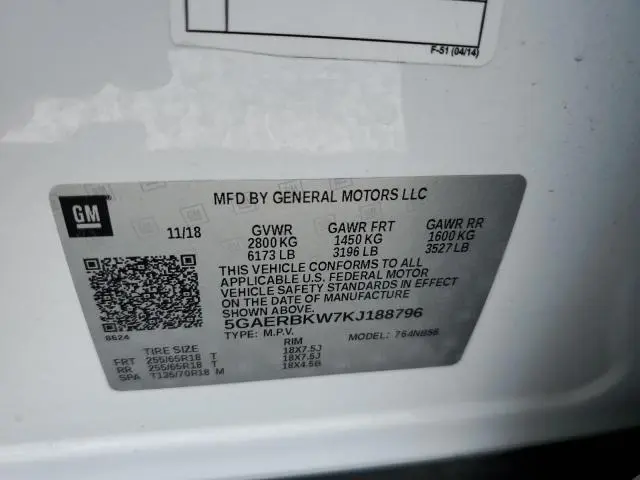 F-51 (04/14)
GM
MFD BY GENERAL MOTORS LLC
11/18 GVWR GAWR FRT GAWR RR
2800 KG 1450 KG 1600 KG
6173 LB 3196 LB 3527 LB
THIS VEHICLE CONFORMS TO ALL
APPLICABLE U.S. FEDERAL MOTOR
VEHICLE SAFETY STANDARDS IN EFFECT
ON THE DATE OF MANUFACTURE
SHOWN ABOVE.
5GAERBKW7KJ188796
8624
TYPE: M.P.V. MODEL:
TIRE SIZE RIM
FRT 255/65R18 T 18X7.5J
RR 255/65R18 T 18X7.5J
SPA T135/70R18 M 18X4.5B